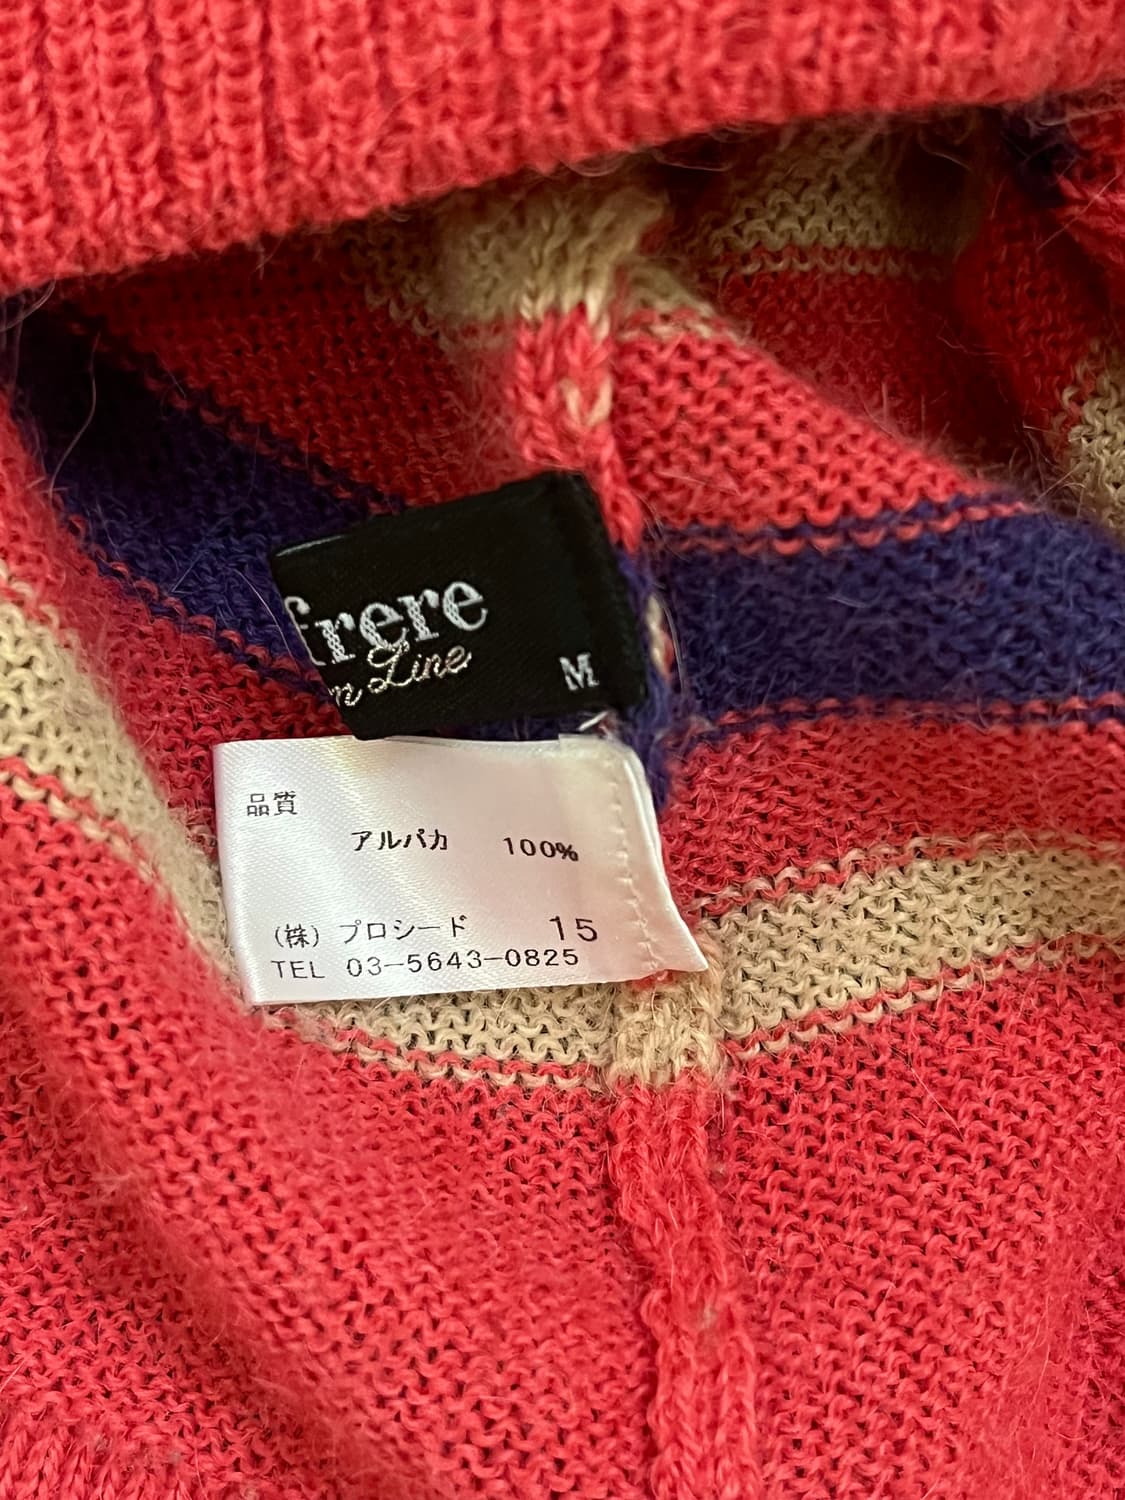 frere
n Line
M
品質
アルパカ 100%
(株) プロシード 15
TEL 03-5643-0825